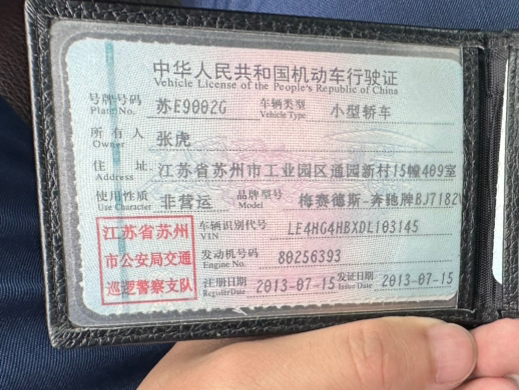 中华人民共和国机动车行驶证
Vehicle License of the People's Republic of China
号牌号码 Plate No. 苏E9002G 车辆类型 Vehicle Type 小型轿车
所有人 Owner 张虎
住址 Address 江苏省苏州市工业园区通园新村15幢409室
使用性质 Use Character 非营运 品牌型号 Model 梅赛德斯-奔驰牌BJ7182V
江苏省苏州
市公安局交通
巡逻警察支队
车辆识别代号 VIN LE4HG4HBXDL103145
发动机号码 Engine No. 80256393
注册日期 Register Date 2013-07-15 发证日期 Issue Date 2013-07-15